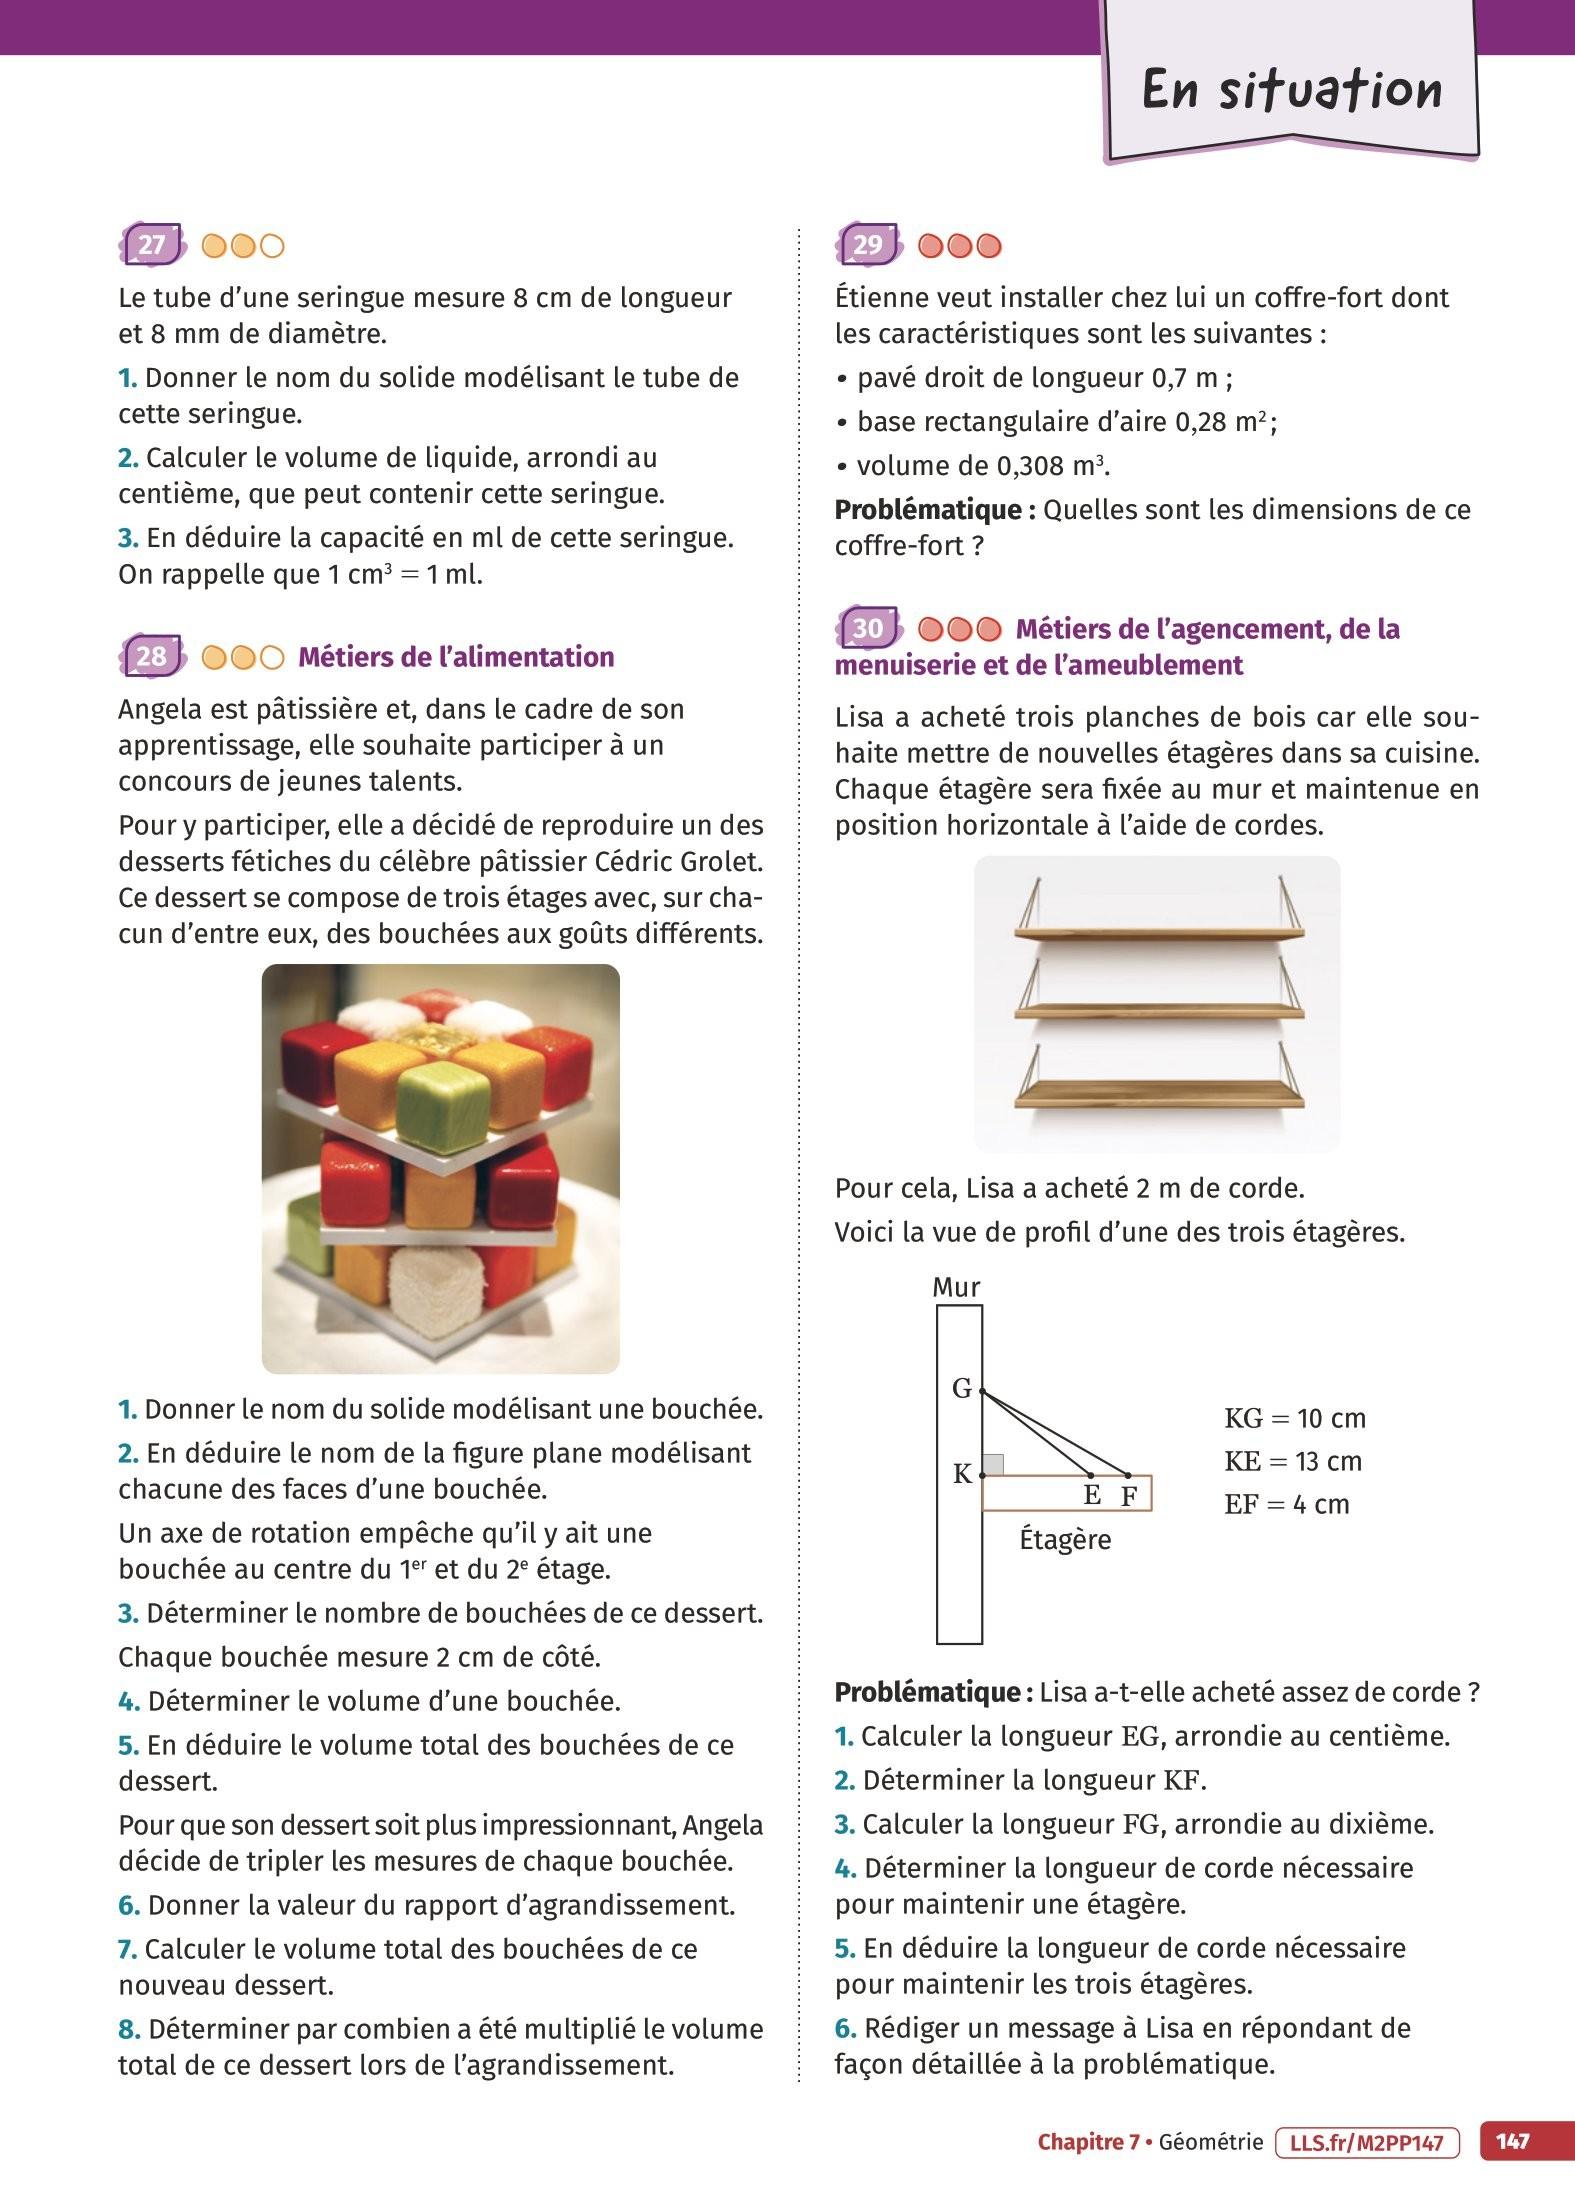 En situation
27
Le tube d'une seringue mesure 8 cm de longueur
et 8 mm de diamètre.
1. Donner le nom du solide modélisant le tube de
cette seringue.
2. Calculer le volume de liquide, arrondi au
centième, que peut contenir cette seringue.
3. En déduire la capacité en ml de cette seringue.
On rappelle que 1 cm³ = 1 ml.
28 Métiers de l'alimentation
Angela est pâtissière et, dans le cadre de son
apprentissage, elle souhaite participer à un
concours de jeunes talents.
Pour y participer, elle a décidé de reproduire un des
desserts fétiches du célèbre pâtissier Cédric Grolet.
Ce dessert se compose de trois étages avec, sur cha-
cun d'entre eux, des bouchées aux goûts différents.
1. Donner le nom du solide modélisant une bouchée.
2. En déduire le nom de la figure plane modélisant
chacune des faces d'une bouchée.
Un axe de rotation empêche qu'il y ait une
bouchée au centre du 1er et du 2e étage.
3. Déterminer le nombre de bouchées de ce dessert.
Chaque bouchée mesure 2 cm de côté.
4. Déterminer le volume d'une bouchée.
5. En déduire le volume total des bouchées de ce
dessert.
Pour que son dessert soit plus impressionnant, Angela
décide de tripler les mesures de chaque bouchée.
6. Donner la valeur du rapport d'agrandissement.
7. Calculer le volume total des bouchées de ce
nouveau dessert.
8. Déterminer par combien a été multiplié le volume
total de ce dessert lors de l'agrandissement.
29
Étienne veut installer chez lui un coffre-fort dont
les caractéristiques sont les suivantes :
• pavé droit de longueur 0,7 m ;
• base rectangulaire d'aire 0,28 m² ;
• volume de 0,308 m³.
Problématique : Quelles sont les dimensions de ce
coffre-fort ?
30 Métiers de l'agencement, de la
menuiserie et de l'ameublement
Lisa a acheté trois planches de bois car elle sou-
haite mettre de nouvelles étagères dans sa cuisine.
Chaque étagère sera fixée au mur et maintenue en
position horizontale à l'aide de cordes.
Pour cela, Lisa a acheté 2 m de corde.
Voici la vue de profil d'une des trois étagères.
Mur
G
K
E F
Étagère
KG = 10 cm
KE = 13 cm
EF = 4 cm
Problématique : Lisa a-t-elle acheté assez de corde ?
1. Calculer la longueur EG, arrondie au centième.
2. Déterminer la longueur KF.
3. Calculer la longueur FG, arrondie au dixième.
4. Déterminer la longueur de corde nécessaire
pour maintenir une étagère.
5. En déduire la longueur de corde nécessaire
pour maintenir les trois étagères.
6. Rédiger un message à Lisa en répondant de
façon détaillée à la problématique.
Chapitre 7 • Géométrie LLS.fr/M2PP147 147